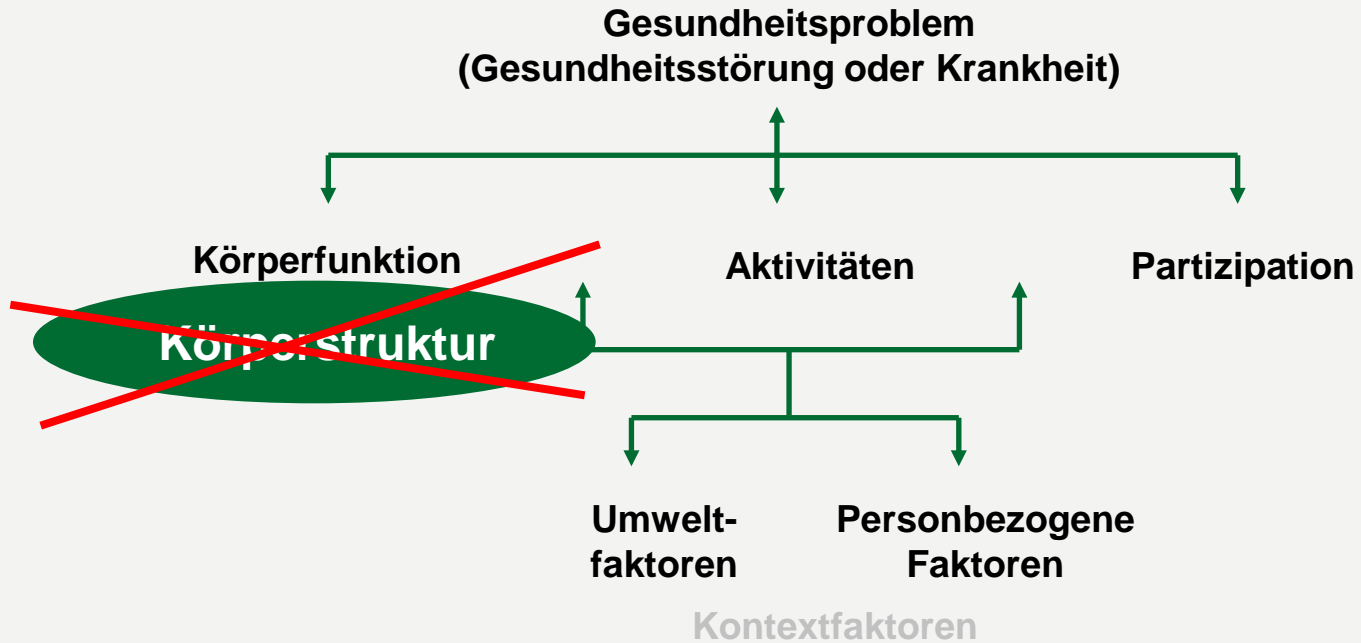 Gesundheitsproblem
(Gesundheitsstörung oder Krankheit)
Körperfunktion
Aktivitäten
Partizipation
Körperstruktur
Umwelt-
faktoren
Personbezogene
Faktoren
Kontextfaktoren